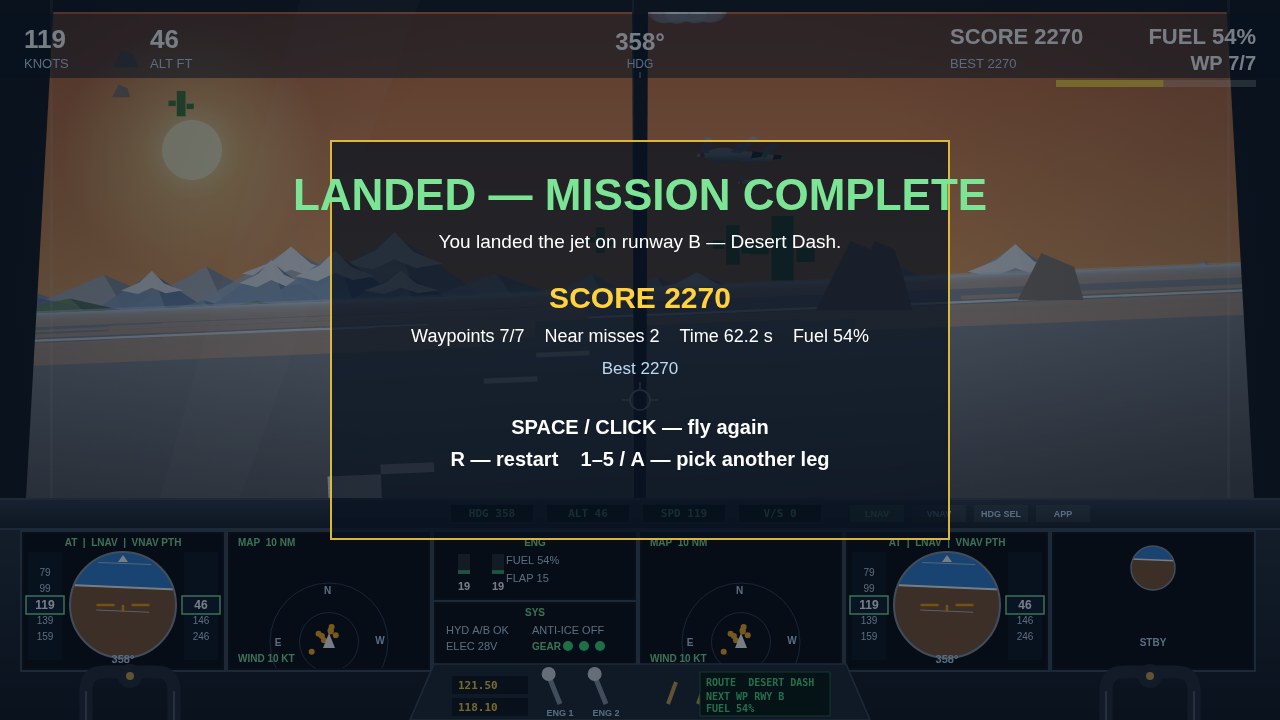 119 46 358° SCORE 2270 FUEL 54%
KNOTS ALT FT HDG BEST 2270 WP 7/7
LANDED — MISSION COMPLETE
You landed the jet on runway B — Desert Dash.
SCORE 2270
Waypoints 7/7 Near misses 2 Time 62.2 s Fuel 54%
Best 2270
SPACE / CLICK — fly again
R — restart 1–5 / A — pick another leg
HDG 358 ALT 46 SPD 119 V/S 0 LNAV VNAV HDG SEL APP
AT | LNAV | VNAV PTH
79
99
119 46
139 146
159 246
358°
MAP 10 NM
N
E W
WIND 10 KT
ENG
FUEL 54%
FLAP 15
19 19
SYS
HYD A/B OK ANTI-ICE OFF
ELEC 28V GEAR
MAP 10 NM
N
E W
WIND 10 KT
AT | LNAV | VNAV PTH
79
99
119 46
139 146
159 246
358°
STBY
121.50
118.10
ENG 1 ENG 2
ROUTE DESERT DASH
NEXT WP RWY B
FUEL 54%